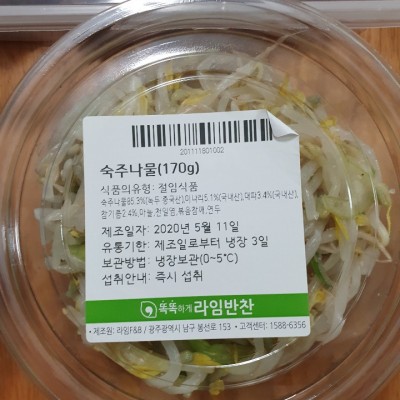 201111601002
숙주나물(170g)
식품의유형: 절임식품
숙주나물85.3%(녹두:중국산),미나리5.1%(국내산),대파3.4%(국내산),
참기름2.4%,마늘,천일염,볶음참깨,연두
제조일자: 2020년 5월 11일
유통기한: 제조일로부터 냉장 3일
보관방법: 냉장보관(0~5℃)
섭취안내: 즉시 섭취
똑똑하게 라임반찬
• 제조원: 라임F&B / 광주광역시 남구 봉선로 153 • 고객센터: 1588-6356